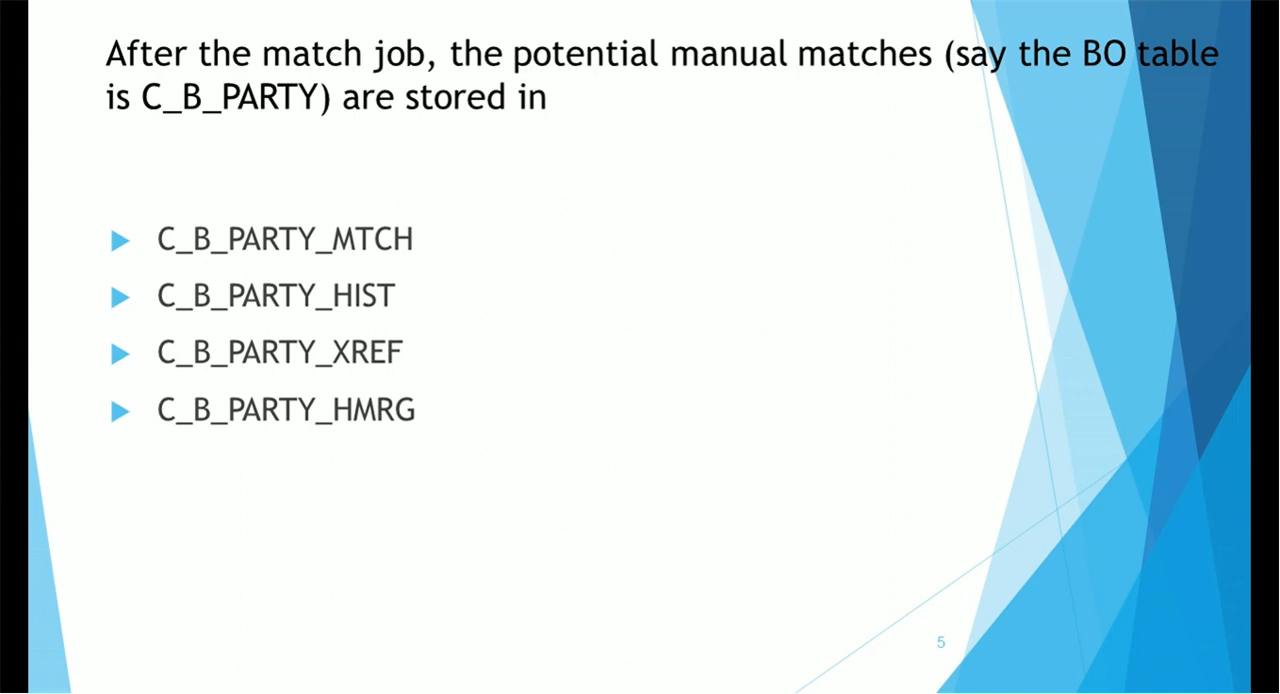 After the match job, the potential manual matches (say the BO table
is C_B_PARTY) are stored in
C_B_PARTY_MTCH
C_B_PARTY_HIST
C_B_PARTY_XREF
C_B_PARTY_HMRG
5